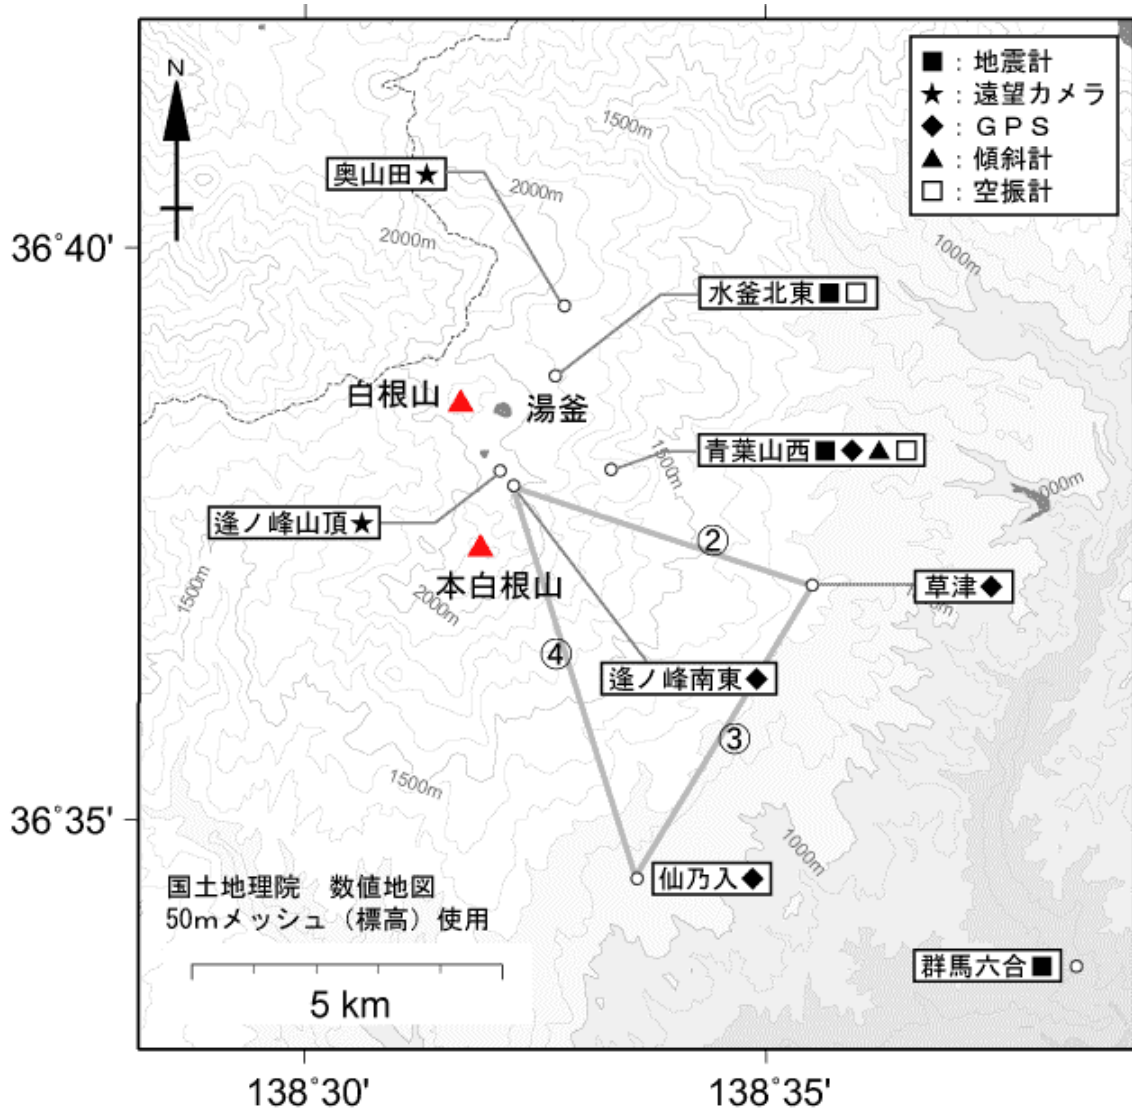 N
■：地震計
★：遠望カメラ
◆：ＧＰＳ
▲：傾斜計
□：空振計
1500m
奥山田★
2000m
2000m
36°40'
1000m
水釜北東■□
白根山
湯釜
青葉山西■◆▲□
1500m
逢ノ峰山頂★
②
本白根山
1500m
2000m
草津◆
④
逢ノ峰南東◆
③
1500m
36°35'
1000m
仙乃入◆
国土地理院　数値地図
50mメッシュ（標高）使用
群馬六合■
5 km
138°30'
138°35'